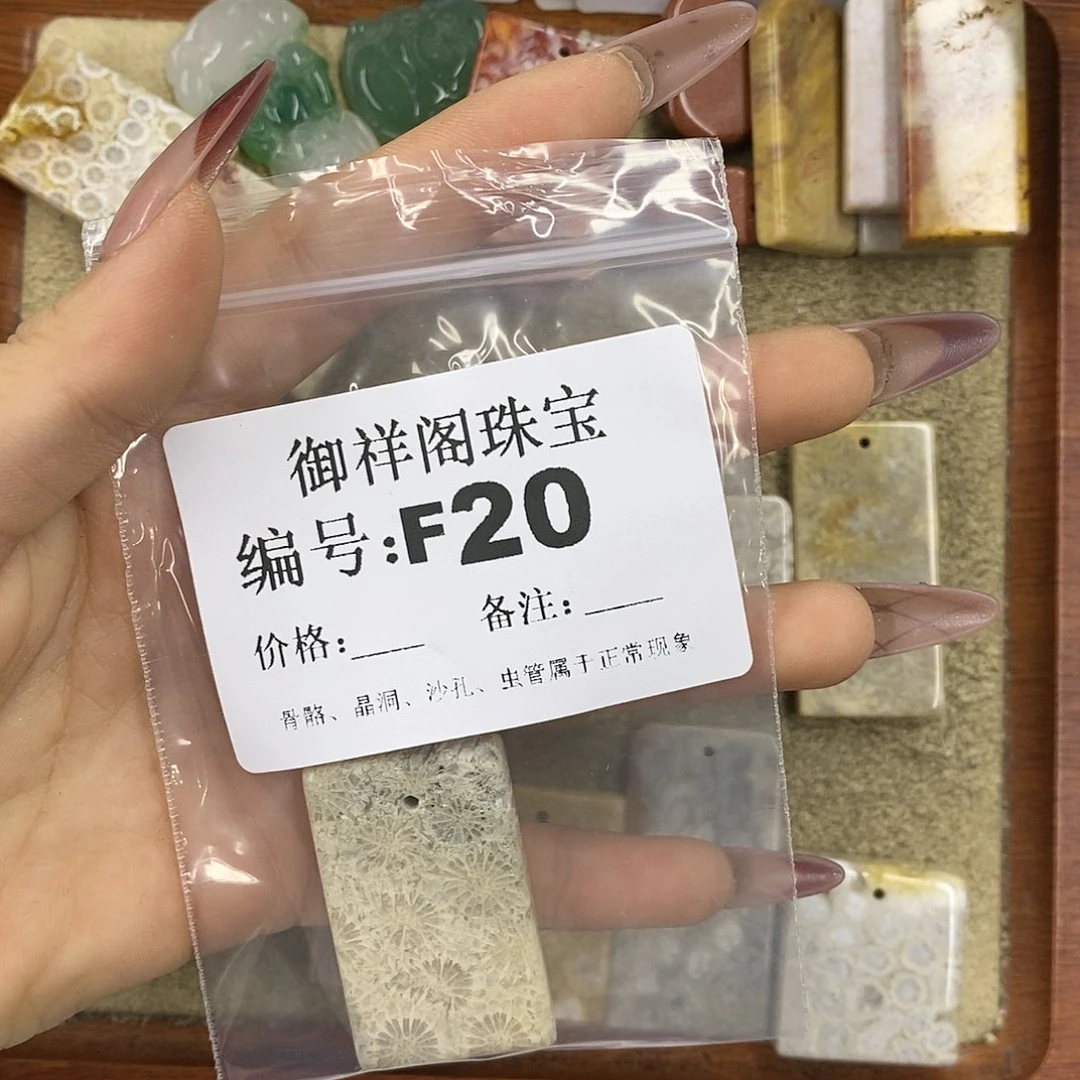 御祥阁珠宝
编号:F20
价格:___ 备注:____
骨骼、晶洞、沙孔、虫管属于正常现象